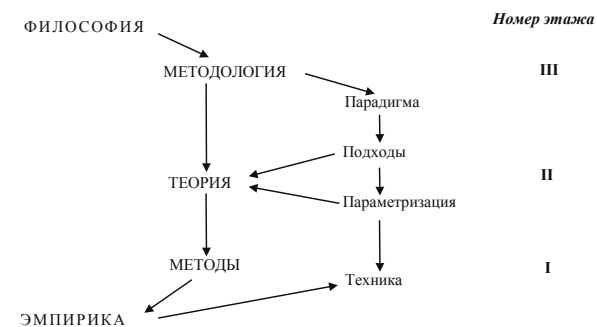 Номер этажа
ФИЛОСОФИЯ
МЕТОДОЛОГИЯ
III
Парадигма
Подходы
ТЕОРИЯ
II
Параметризация
МЕТОДЫ
I
Техника
ЭМПИРИКА